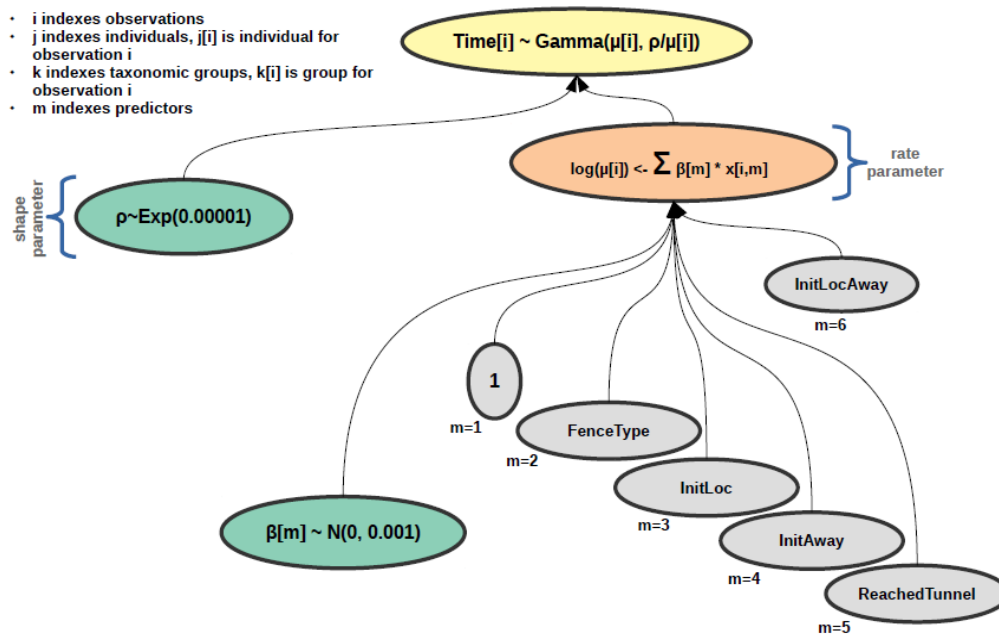 · i indexes observations
· j indexes individuals, j[i] is individual for
observation i
· k indexes taxonomic groups, k[i] is group for
observation i
· m indexes predictors
Time[i] ~ Gamma(μ[i], ρ/μ[i])
log(μ[i]) <- Σ β[m] * x[i,m]
rate
parameter
shape
parameter
ρ~Exp(0.00001)
InitLocAway
m=6
1
m=1
FenceType
m=2
InitLoc
m=3
β[m] ~ N(0, 0.001)
InitAway
m=4
ReachedTunnel
m=5